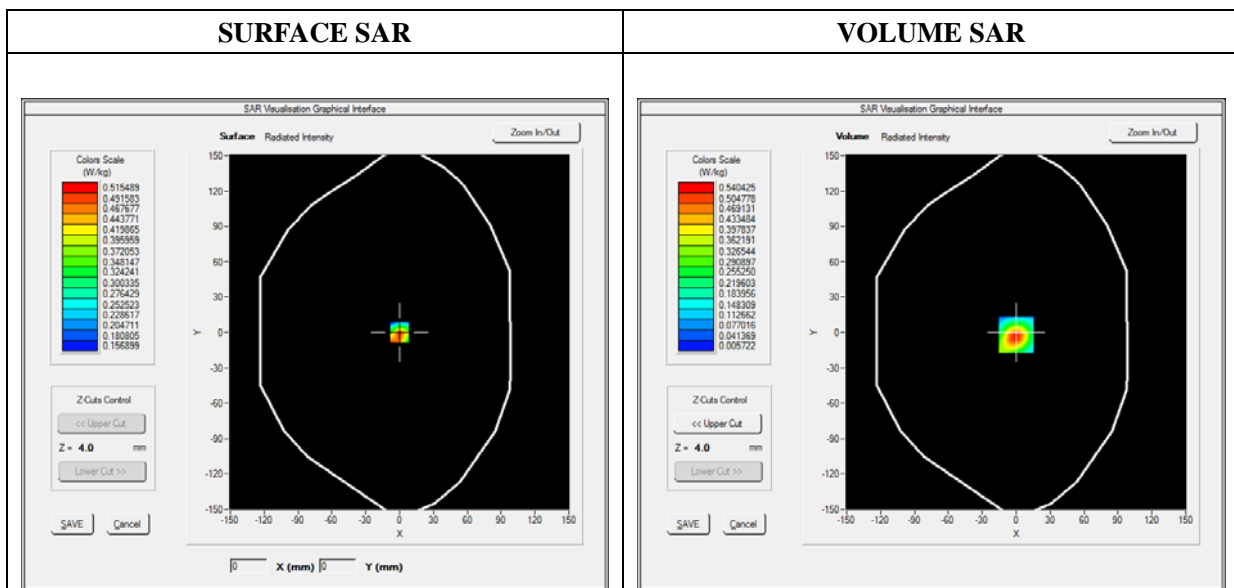 SURFACE SAR
VOLUME SAR
SAR Visualisation Graphical Interface
Surface Radiated Intensity
Zoom In/Out
Colors Scale
(W/kg)
0.515489
0.491583
0.467677
0.443771
0.419865
0.395959
0.372053
0.348147
0.324241
0.300335
0.276429
0.252523
0.228617
0.204711
0.180805
0.156899
150
120
90
60
30
0
-30
-60
-90
-120
-150
Y
-150 -120 -90 -60 -30 0 30 60 90 120 150
X
Z-Cuts Control
<< Upper Cut
Z = 4.0 mm
Lower Cut >>
SAVE Cancel
0 X (mm) 0 Y (mm)
SAR Visualisation Graphical Interface
Volume Radiated Intensity
Zoom In/Out
Colors Scale
(W/kg)
0.540425
0.504778
0.469131
0.433484
0.397837
0.362191
0.326544
0.290897
0.255250
0.219603
0.183956
0.148309
0.112662
0.077016
0.041369
0.005722
150
120
90
60
30
0
-30
-60
-90
-120
-150
Y
-150 -120 -90 -60 -30 0 30 60 90 120 150
X
Z-Cuts Control
<< Upper Cut
Z = 4.0 mm
Lower Cut >>
SAVE Cancel